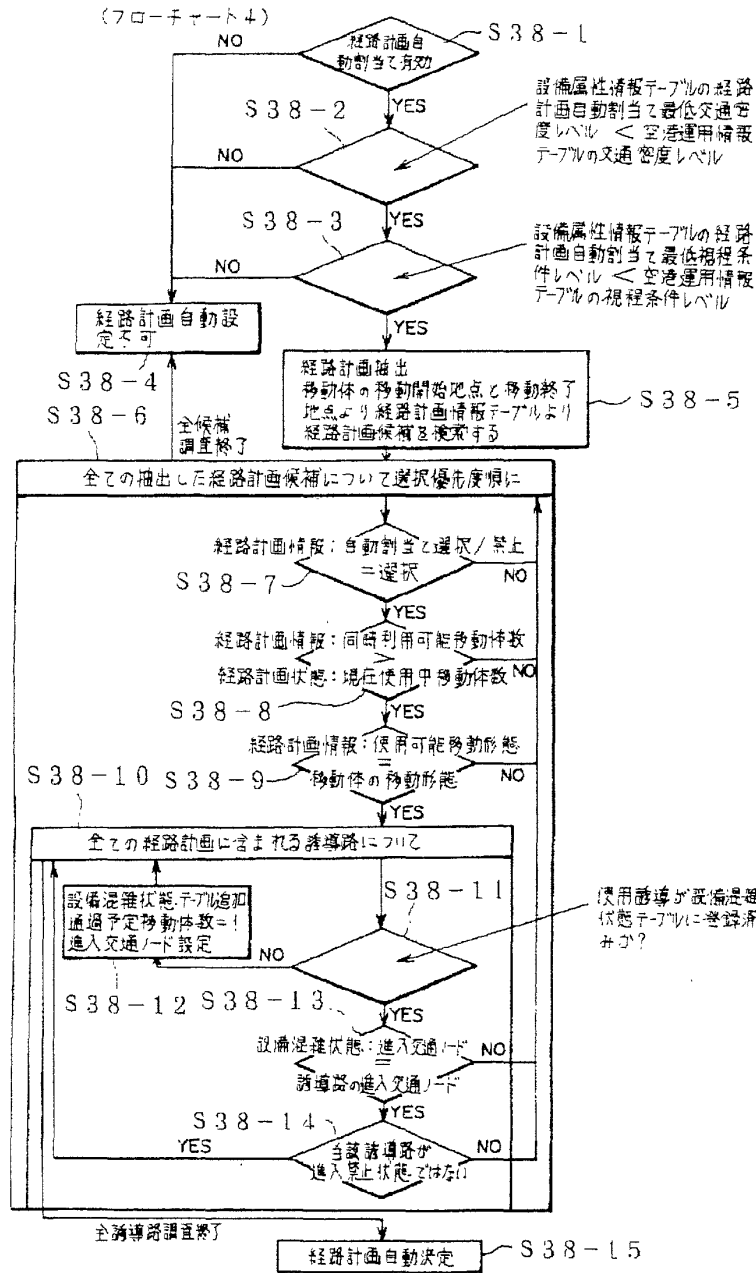 (フローチャート4)
NO
経路計画自
動割当て有効
S38-1
YES
S38-2
NO
設備属性情報テーブルの経路
計画自動割当て最低交通密
度レベル < 空港運用情報
テーブルの交通密度レベル
YES
S38-3
NO
設備属性情報テーブルの経路
計画自動割当て最低視程条
件レベル < 空港運用情報
テーブルの視程条件レベル
YES
経路計画自動設
定不可
S38-4
経路計画抽出
移動体の移動開始地点と移動終了
地点より経路計画情報テーブルより
経路計画候補を検索する
S38-5
S38-6
全候補
調査終了
全ての抽出した経路計画候補について選択優先度順に
経路計画情報:自動割当て選択/禁止
=選択
NO
S38-7
YES
経路計画情報:同時利用可能移動体数
>
NO
経路計画状態:現在使用中移動体数
S38-8
YES
経路計画情報:使用可能移動形態
=
NO
移動体の移動形態
S38-9
S38-10
YES
全ての経路計画に含まれる誘導路について
設備混雑状態テーブル追加
通過予定移動体数=1
進入交通ノード設定
S38-11
使用誘導が設備混雑
状態テーブルに登録済
みか?
NO
S38-12
S38-13
YES
設備混雑状態:進入交通ノード
=
NO
誘導路の進入交通ノード
YES
S38-14
YES
当該誘導路が
進入禁止状態ではない
NO
全誘導路調査終了
経路計画自動決定
S38-15